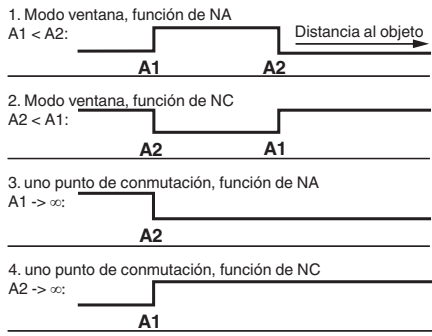 1. Modo ventana, función de NA
A1 < A2:
Distancia al objeto
A1 A2
2. Modo ventana, función de NC
A2 < A1:
A2 A1
3. uno punto de conmutación, función de NA
A1 -> ∞:
A2
4. uno punto de conmutación, función de NC
A2 -> ∞:
A1